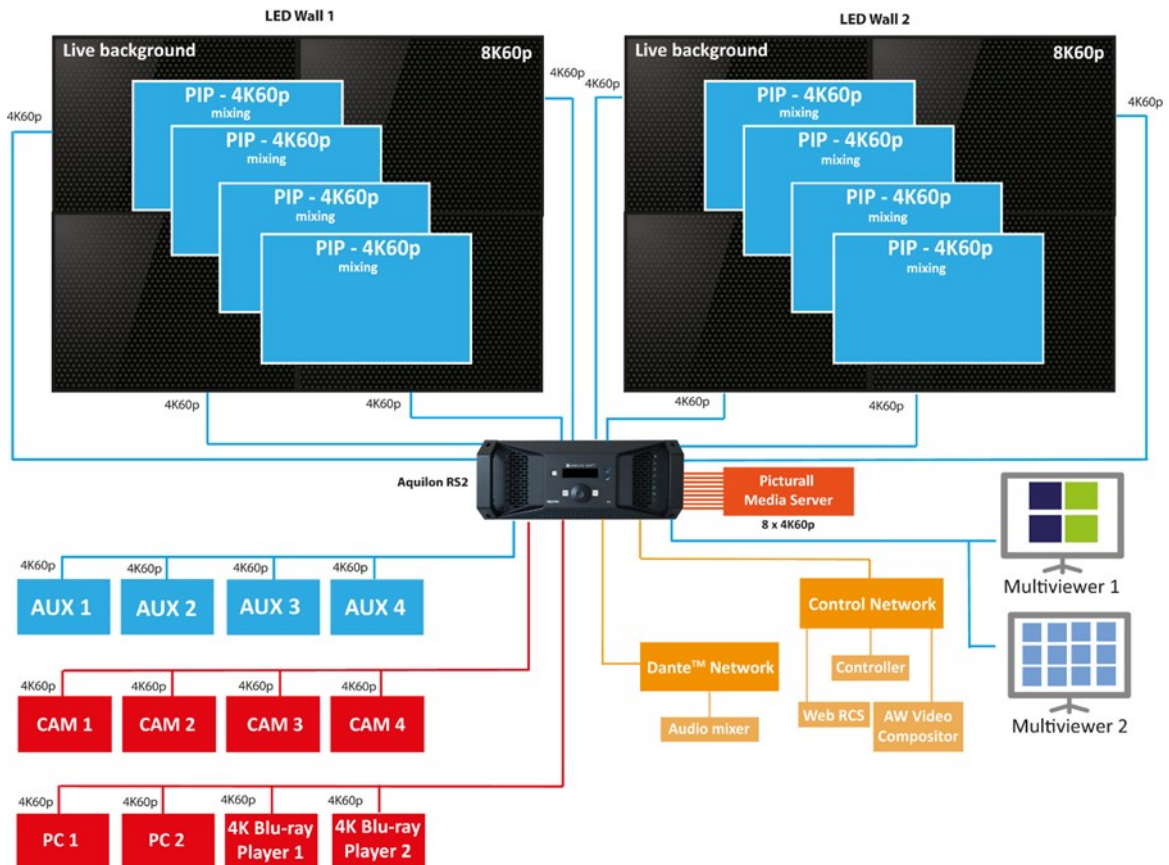 LED Wall 1
LED Wall 2
Live background
8K60p
PIP - 4K60p
mixing
PIP - 4K60p
mixing
PIP - 4K60p
mixing
PIP - 4K60p
mixing
Live background
8K60p
PIP - 4K60p
mixing
PIP - 4K60p
mixing
PIP - 4K60p
mixing
PIP - 4K60p
mixing
4K60p
4K60p
4K60p
4K60p
4K60p
4K60p
4K60p
4K60p
Aquilon RS2
Picturall
Media Server
8 x 4K60p
Multiviewer 1
Multiviewer 2
4K60p
4K60p
4K60p
4K60p
AUX 1
AUX 2
AUX 3
AUX 4
4K60p
4K60p
4K60p
4K60p
CAM 1
CAM 2
CAM 3
CAM 4
4K60p
4K60p
4K60p
4K60p
PC 1
PC 2
4K Blu-ray
Player 1
4K Blu-ray
Player 2
Dante™ Network
Audio mixer
Control Network
Controller
Web RCS
AW Video
Compositor